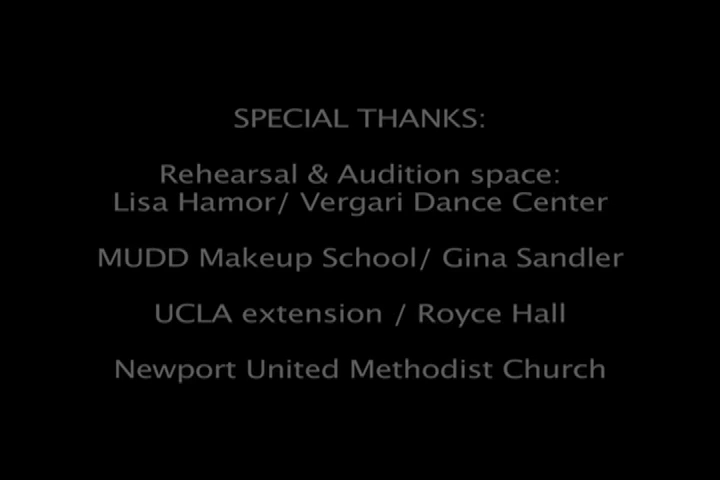 SPECIAL THANKS:
Rehearsal & Audition space:
Lisa Hamor/ Vergari Dance Center
MUDD Makeup School/ Gina Sandler
UCLA extension / Royce Hall
Newport United Methodist Church